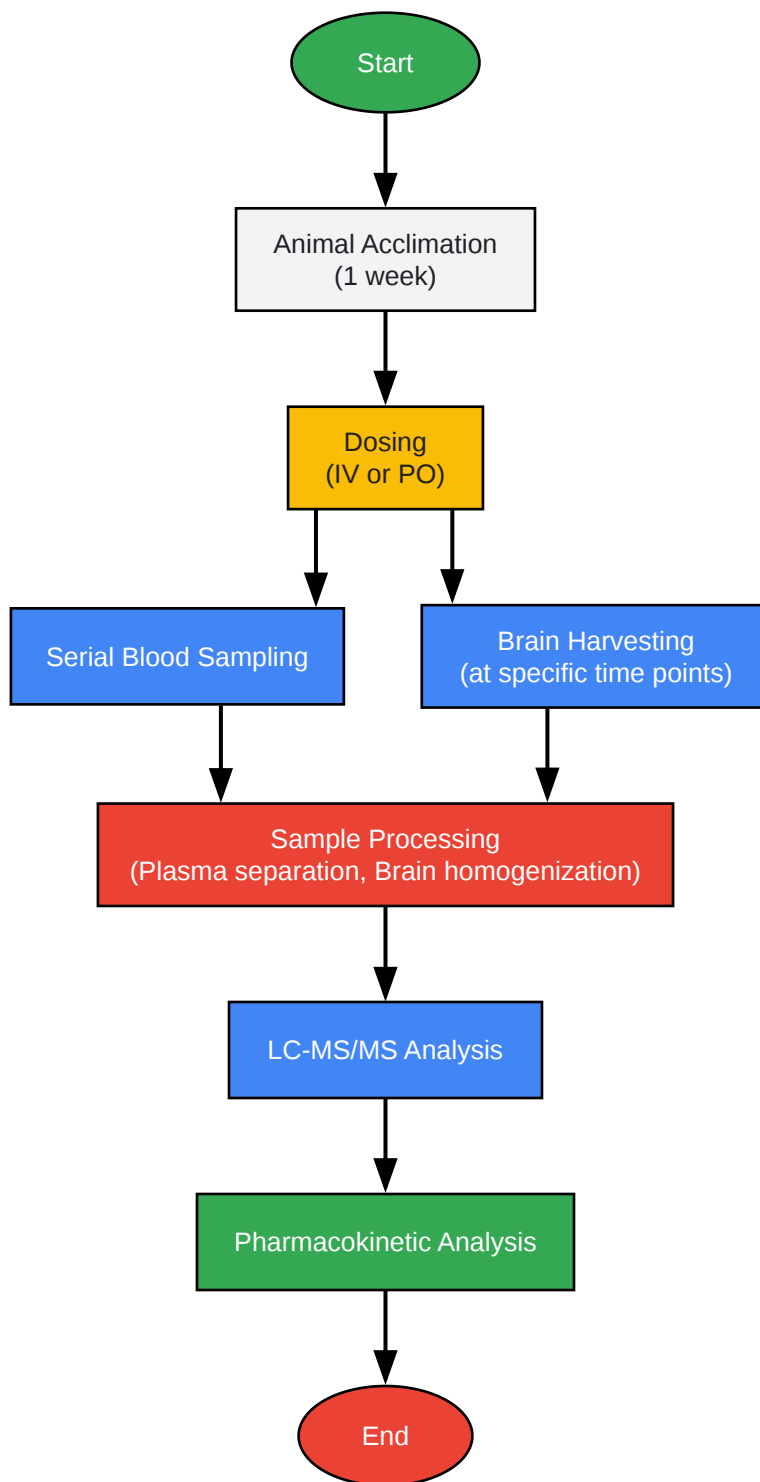 Start
Animal Acclimation
(1 week)
Dosing
(IV or PO)
Serial Blood Sampling
Brain Harvesting
(at specific time points)
Sample Processing
(Plasma separation, Brain homogenization)
LC-MS/MS Analysis
Pharmacokinetic Analysis
End